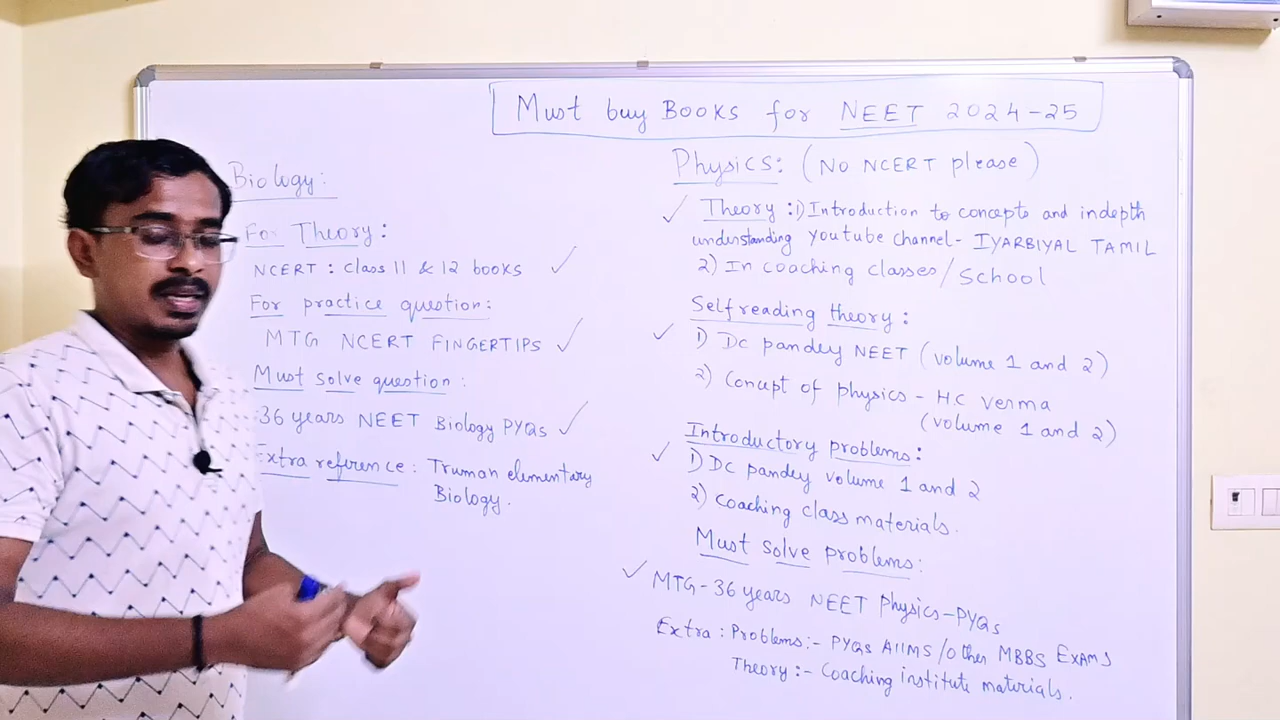 Must buy Books for NEET 2024-25
Biology:
For Theory:
NCERT: Class 11 & 12 books
For practice question:
MTG NCERT FINGERTIPS
Must solve question:
36 years NEET Biology PYQs
Extra reference: Truman elementary
Biology.
Physics: (No NCERT please)
Theory: 1) Introduction to concepts and indepth
understanding youtube channel- IYARBIYAL TAMIL
2) In coaching classes/School
Self reading theory:
1) Dc pandey NEET (volume 1 and 2)
2) Concept of physics - HC verma
(volume 1 and 2)
Introductory problems:
1) Dc pandey volume 1 and 2
2) Coaching class materials.
Must solve problems:
MTG-36 years NEET Physics-PYQs
Extra: Problems:- PYQs AIIMS/other MBBS EXAMS
Theory:- Coaching institute materials.